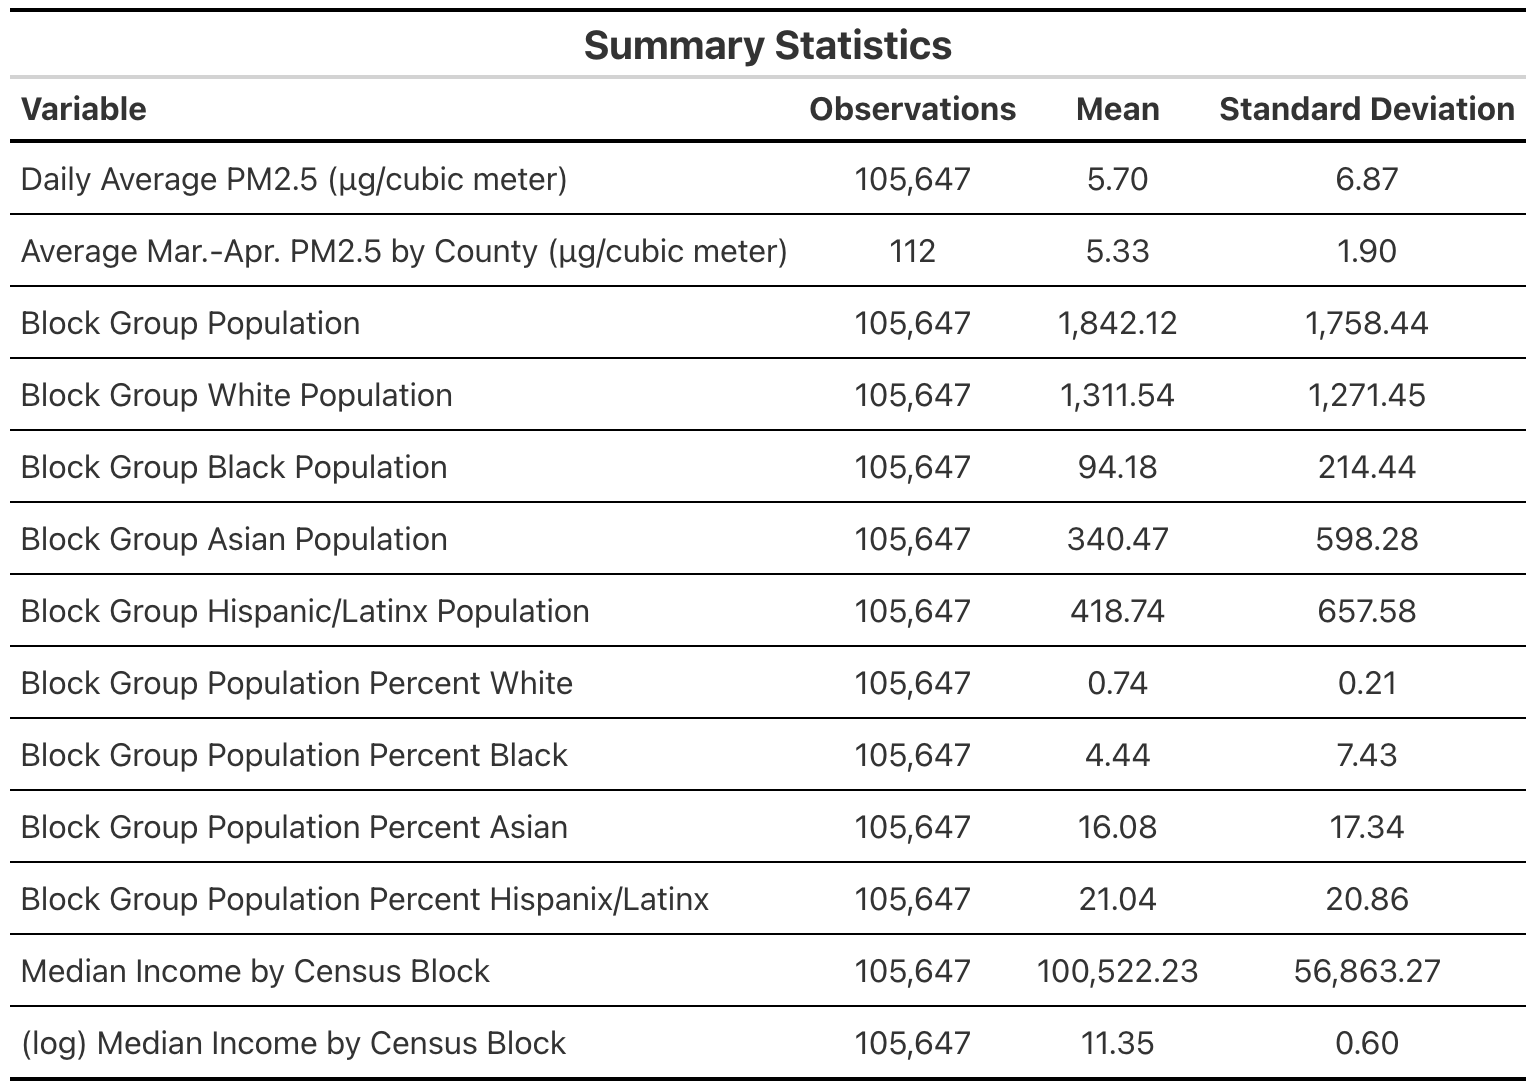 Summary Statistics
Variable Observations Mean Standard Deviation
Daily Average PM2.5 (µg/cubic meter) 105,647 5.70 6.87
Average Mar.-Apr. PM2.5 by County (µg/cubic meter) 112 5.33 1.90
Block Group Population 105,647 1,842.12 1,758.44
Block Group White Population 105,647 1,311.54 1,271.45
Block Group Black Population 105,647 94.18 214.44
Block Group Asian Population 105,647 340.47 598.28
Block Group Hispanic/Latinx Population 105,647 418.74 657.58
Block Group Population Percent White 105,647 0.74 0.21
Block Group Population Percent Black 105,647 4.44 7.43
Block Group Population Percent Asian 105,647 16.08 17.34
Block Group Population Percent Hispanix/Latinx 105,647 21.04 20.86
Median Income by Census Block 105,647 100,522.23 56,863.27
(log) Median Income by Census Block 105,647 11.35 0.60